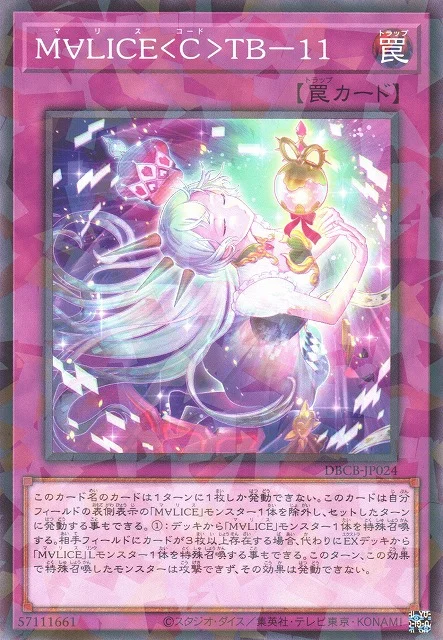 マリスコード
M∀LICE<C>TB－11
トラップ
罠
【罠カード】
DBCB-JP024
このカード名のカードは１ターンに１枚しか発動できない。このカードは自分
フィールドの表側表示の「M∀LICE」モンスター１体を除外し、セットしたターン
に発動する事もできる。①：デッキから「M∀LICE」モンスター１体を特殊召喚
する。相手フィールドにカードが３枚以上存在する場合、代わりにEXデッキから
「M∀LICE」Lモンスター１体を特殊召喚する事もできる。このターン、この効果
で特殊召喚したモンスターは攻撃できず、その効果は発動できない。
57111661
©スタジオ・ダイス／集英社・テレビ東京・KONAMI